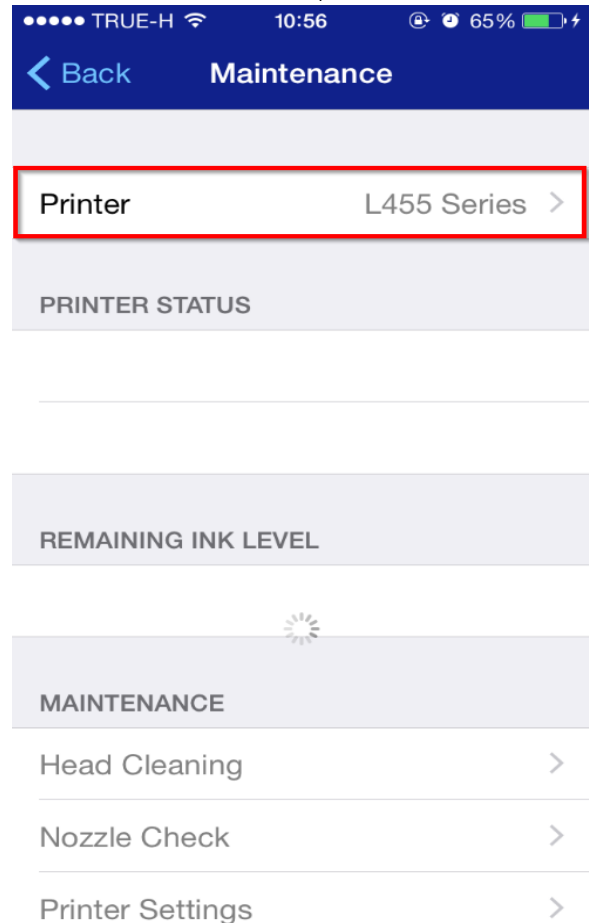 TRUE-H 10:56 65%
Back Maintenance
Printer L455 Series
PRINTER STATUS
REMAINING INK LEVEL
MAINTENANCE
Head Cleaning
Nozzle Check
Printer Settings